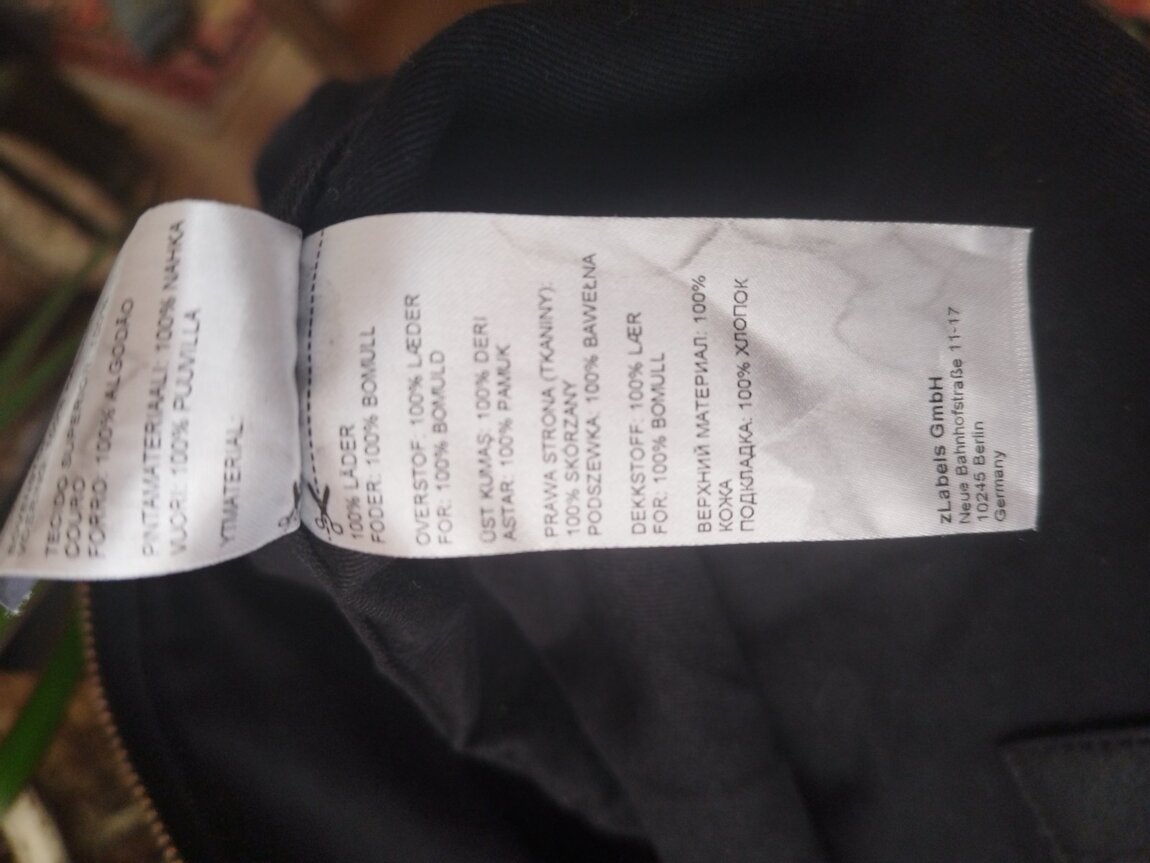 TECIDO SUPERIOR:
COURO
FORRO: 100% ALGODÃO
PINTAMATERIAALI: 100% NAHKA
VUORI: 100% PUUVILLA
YTMATERIAL:
100% LÄDER
FODER: 100% BOMULL
OVERSTOF: 100% LÆDER
FOR: 100% BOMULD
ÜST KUMAŞ: 100% DERI
ASTAR: 100% PAMUK
PRAWA STRONA (TKANINY):
100% SKÓRZANY
PODSZEWKA: 100% BAWEŁNA
DEKKSTOFF: 100% LÆR
FOR: 100% BOMULL
ВЕРХНИЙ МАТЕРИАЛ: 100%
КОЖА
ПОДКЛАДКА: 100% ХЛОПОК
zLabels GmbH
Neue Bahnhofstraße 11-17
10245 Berlin
Germany